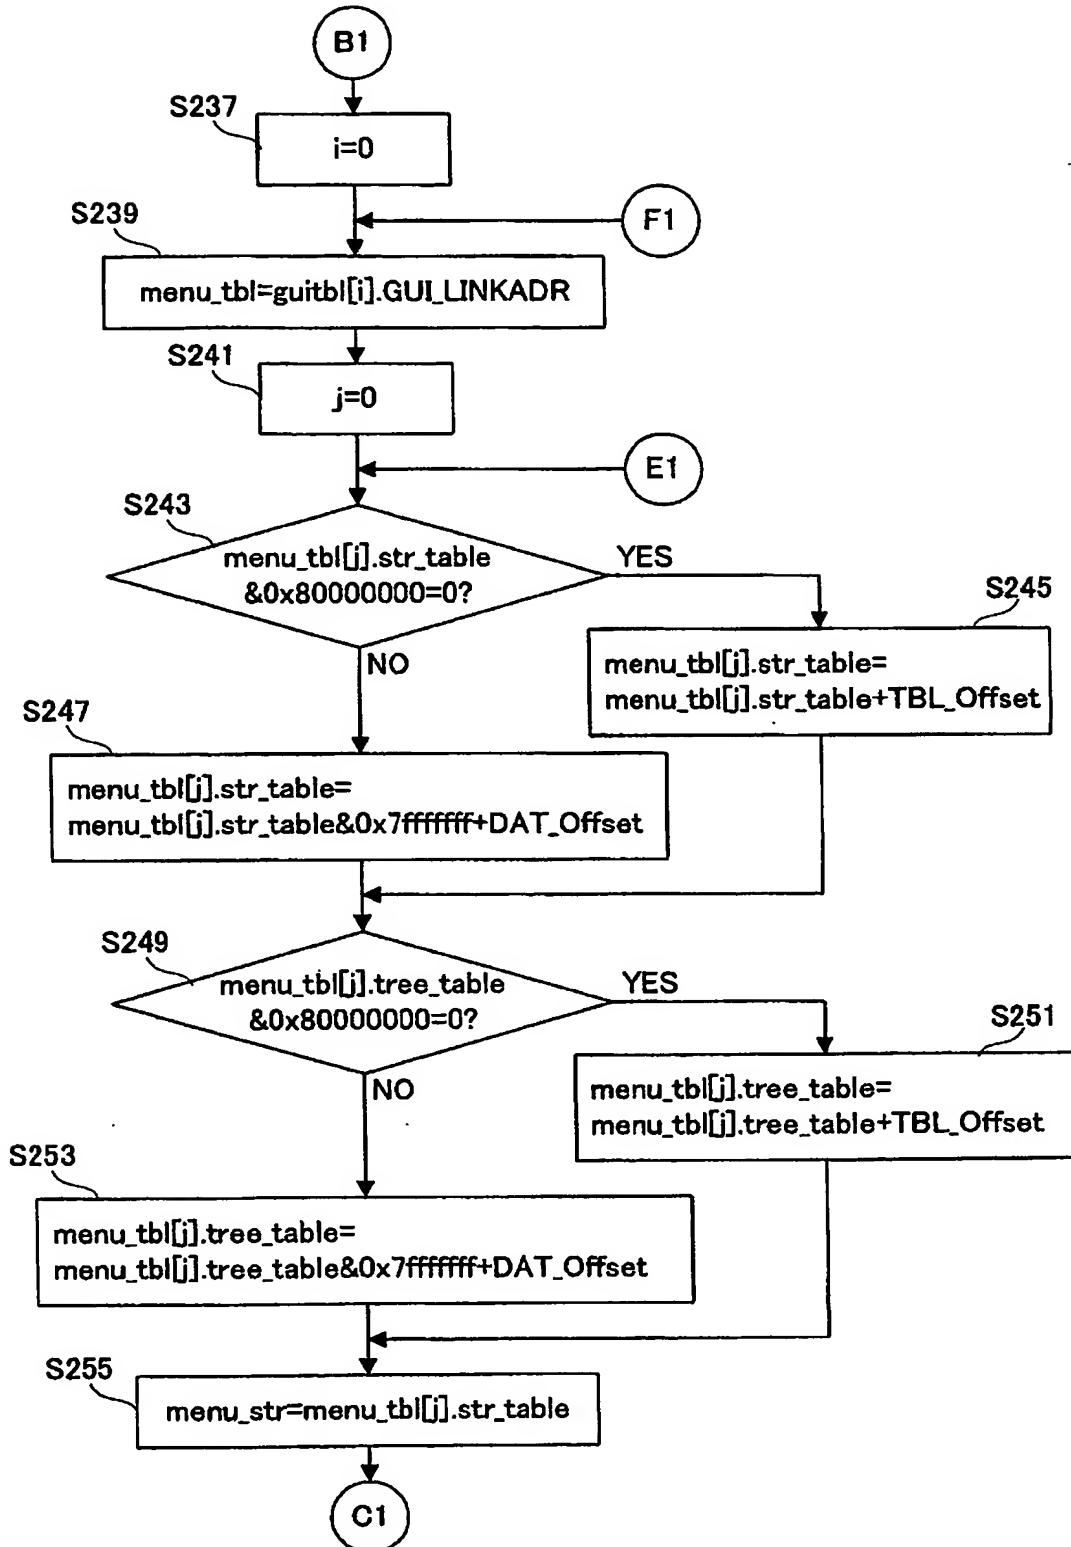 B1
S237
i=0
S239
F1
menu_tbl=guitbl[i].GUI_LINKADR
S241
j=0
E1
S243
menu_tbl[j].str_table
&0x80000000=0?
YES
S245
NO
menu_tbl[j].str_table=
menu_tbl[j].str_table+TBL_Offset
S247
menu_tbl[j].str_table=
menu_tbl[j].str_table&0x7fffffff+DAT_Offset
S249
menu_tbl[j].tree_table
&0x80000000=0?
YES
S251
NO
menu_tbl[j].tree_table=
menu_tbl[j].tree_table+TBL_Offset
S253
menu_tbl[j].tree_table=
menu_tbl[j].tree_table&0x7fffffff+DAT_Offset
S255
menu_str=menu_tbl[j].str_table
C1